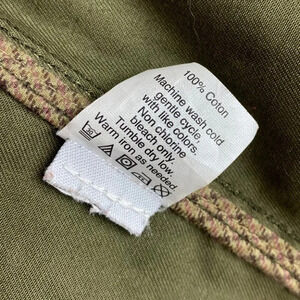 100% Coton
Machine wash cold
gentle cycle,
with like colors.
Non chlorine
bleach only.
Tumble dry low.
Warm iron as needed.